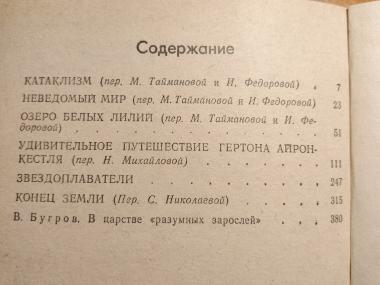 Содержание
КАТАКЛИЗМ (пер. М. Таймановой и И. Федоровой) . 7
НЕВЕДОМЫЙ МИР (пер. М. Таймановой и И. Федоровой) 23
ОЗЕРО БЕЛЫХ ЛИЛИЙ (пер. М. Таймановой и И. Фе-
доровой) . . . . . . . . . . . . 51
УДИВИТЕЛЬНОЕ ПУТЕШЕСТВИЕ ГЕРТОНА АЙРОН-
КЕСТЛЯ (пер. Н. Михайловой) . . . . . . 111
ЗВЕЗДОПЛАВАТЕЛИ . . . . . . . . . 247
КОНЕЦ ЗЕМЛИ (Пер. С. Николаевой) . . . . . 315
В. Бугров. В царстве «разумных зарослей» . . . . 380